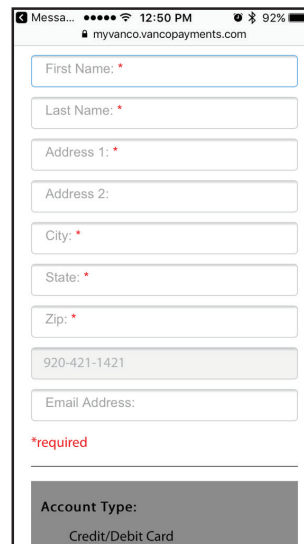 Messa... 12:50 PM 92%
myvanco.vancopayments.com
First Name: *
Last Name: *
Address 1: *
Address 2:
City: *
State: *
Zip: *
920-421-1421
Email Address:
*required
Account Type:
Credit/Debit Card